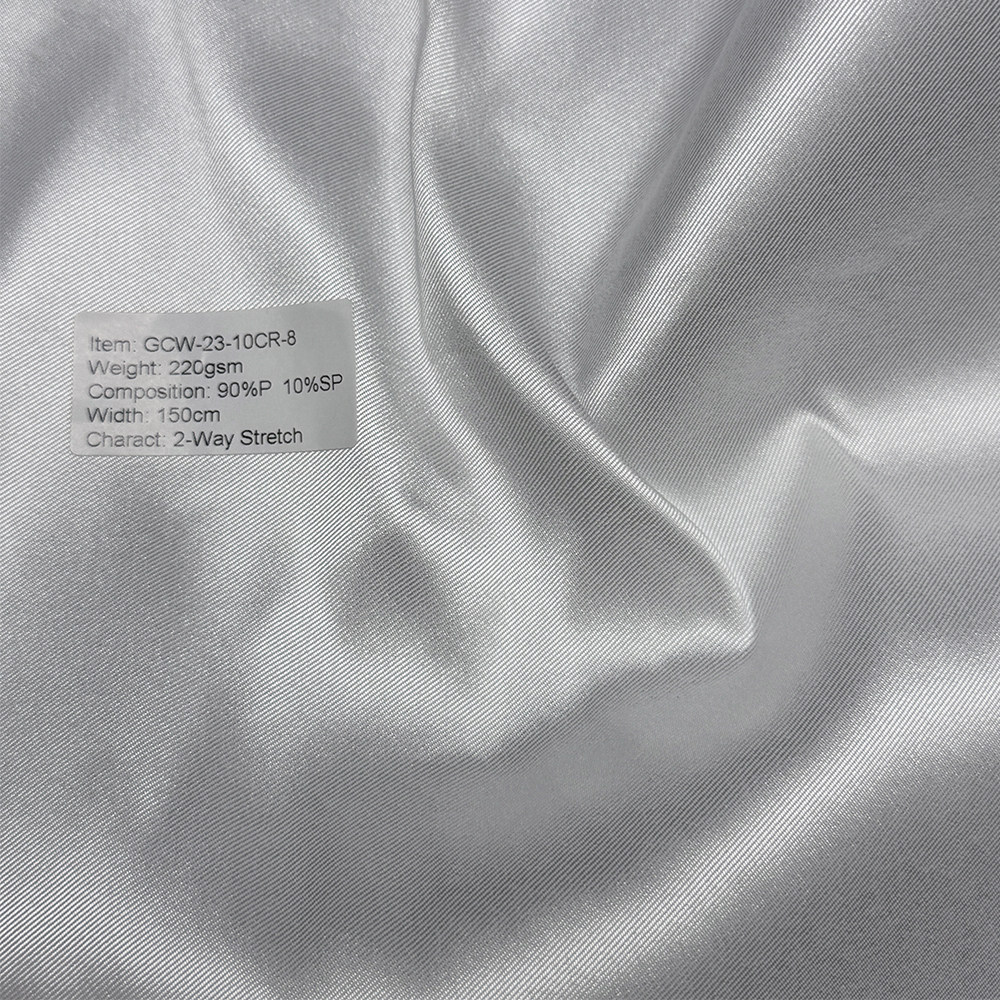 Item: GCW-23-10CR-8
Weight: 220gsm
Composition: 90%P 10%SP
Width: 150cm
Charact: 2-Way Stretch